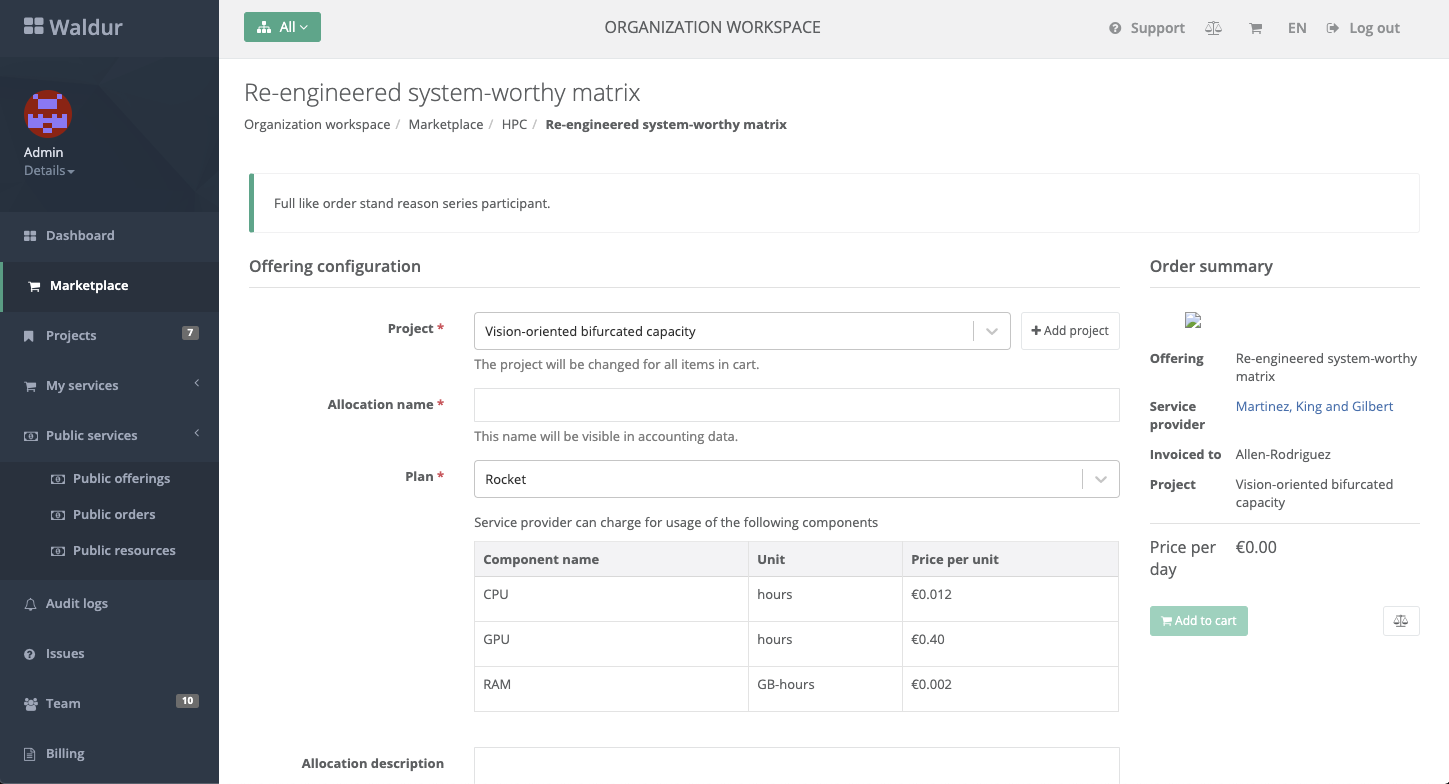 Waldur
All
ORGANIZATION WORKSPACE
Support
EN
Log out
Admin
Details
Dashboard
Marketplace
Projects 7
My services
Public services
Public offerings
Public orders
Public resources
Audit logs
Issues
Team 10
Billing
Re-engineered system-worthy matrix
Organization workspace / Marketplace / HPC / Re-engineered system-worthy matrix
Full like order stand reason series participant.
Offering configuration
Project * Vision-oriented bifurcated capacity Add project
The project will be changed for all items in cart.
Allocation name *
This name will be visible in accounting data.
Plan * Rocket
Service provider can charge for usage of the following components
Component name Unit Price per unit
CPU hours €0.012
GPU hours €0.40
RAM GB-hours €0.002
Allocation description
Order summary
Offering Re-engineered system-worthy
matrix
Service Martinez, King and Gilbert
provider
Invoiced to Allen-Rodriguez
Project Vision-oriented bifurcated
capacity
Price per €0.00
day
Add to cart